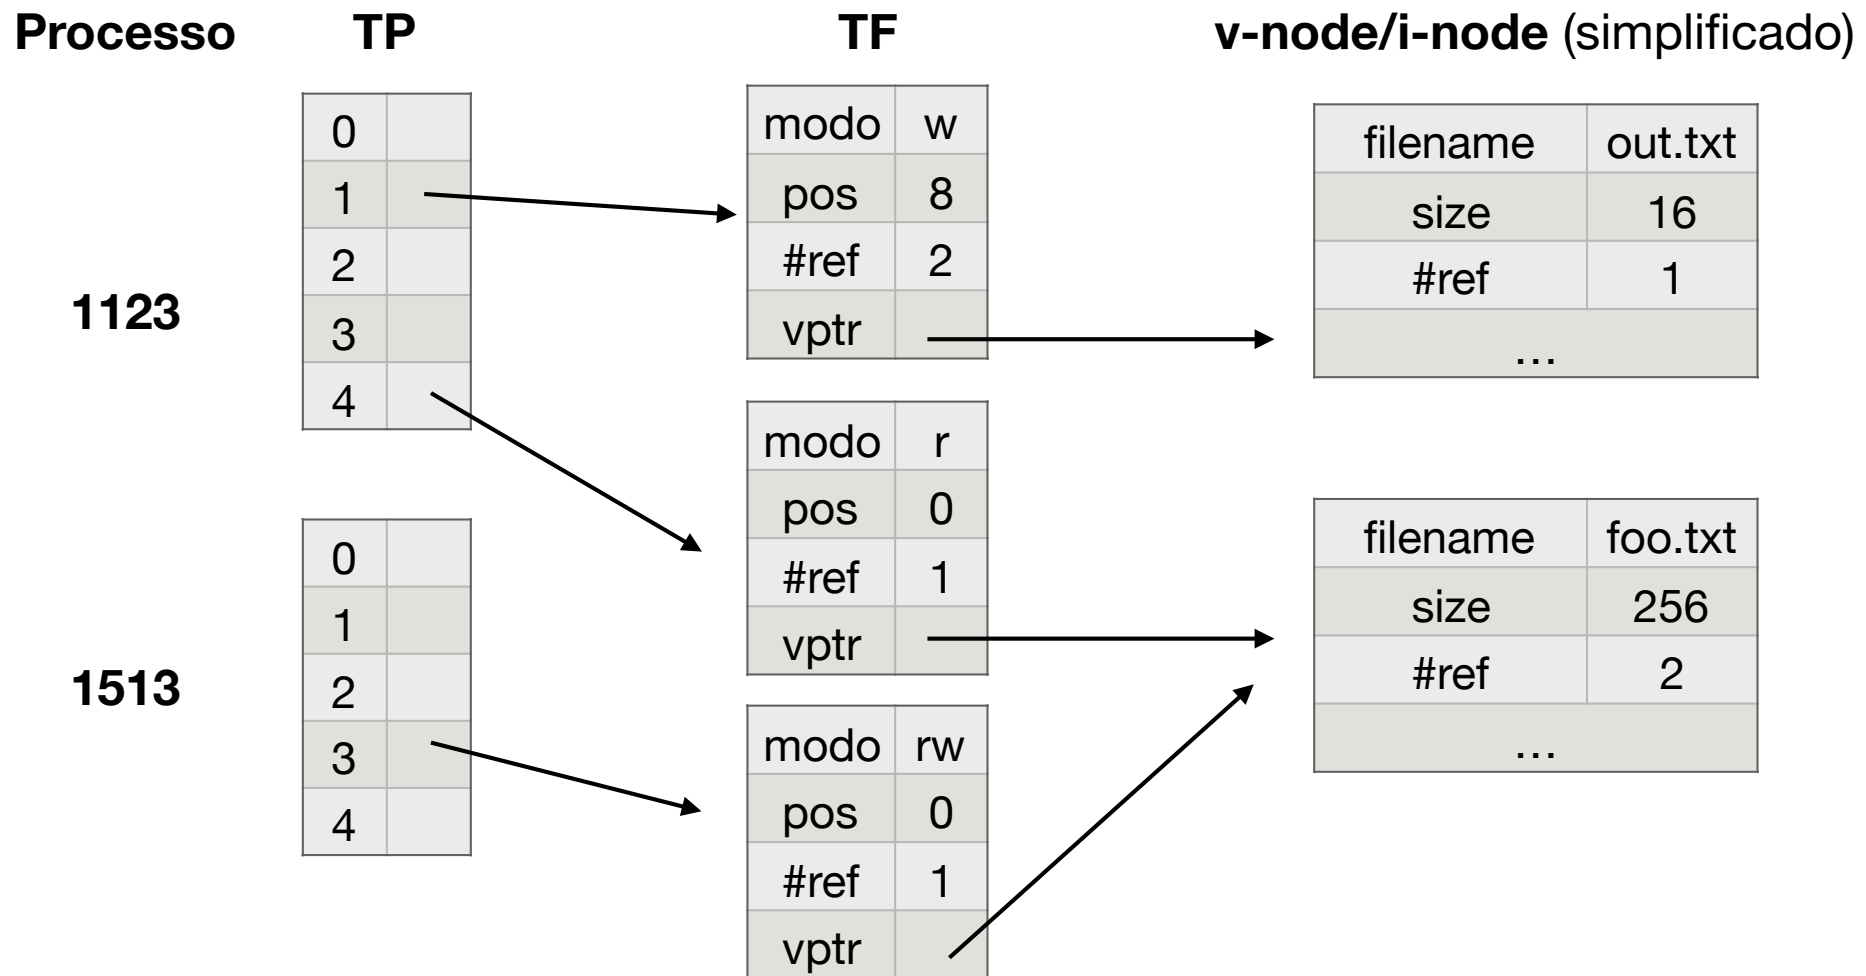 Processo TP TF v-node/i-node (simplificado)
0
1
2
3
4
1123
0
1
2
3
4
1513
modo w
pos 8
#ref 2
vptr
modo r
pos 0
#ref 1
vptr
modo rw
pos 0
#ref 1
vptr
filename out.txt
size 16
#ref 1
...
filename foo.txt
size 256
#ref 2
...